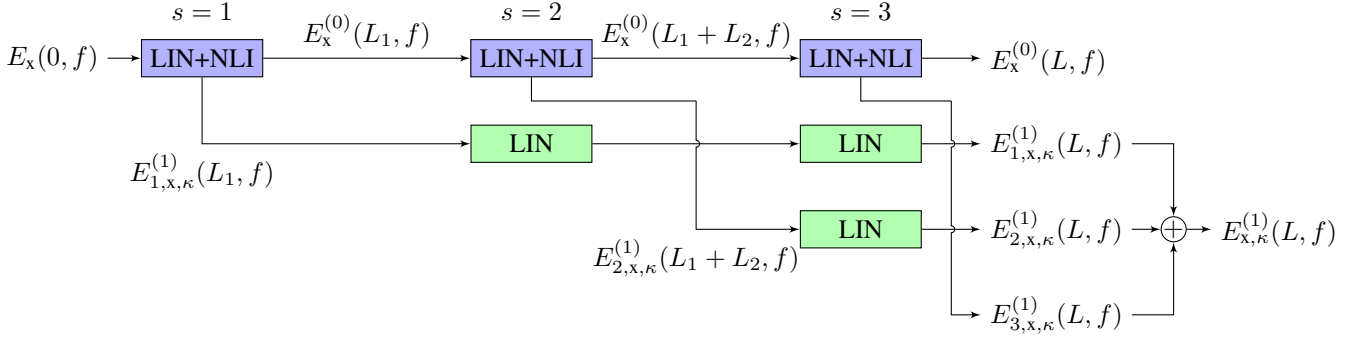 s = 1 s = 2 s = 3
E_x(0, f) LIN+NLI E_x^{(0)}(L_1, f) LIN+NLI E_x^{(0)}(L_1 + L_2, f) LIN+NLI E_x^{(0)}(L, f)
LIN LIN E_{1,x,κ}^{(1)}(L, f)
E_{1,x,κ}^{(1)}(L_1, f)
LIN E_{2,x,κ}^{(1)}(L, f) + E_{x,κ}^{(1)}(L, f)
E_{2,x,κ}^{(1)}(L_1 + L_2, f)
E_{3,x,κ}^{(1)}(L, f)